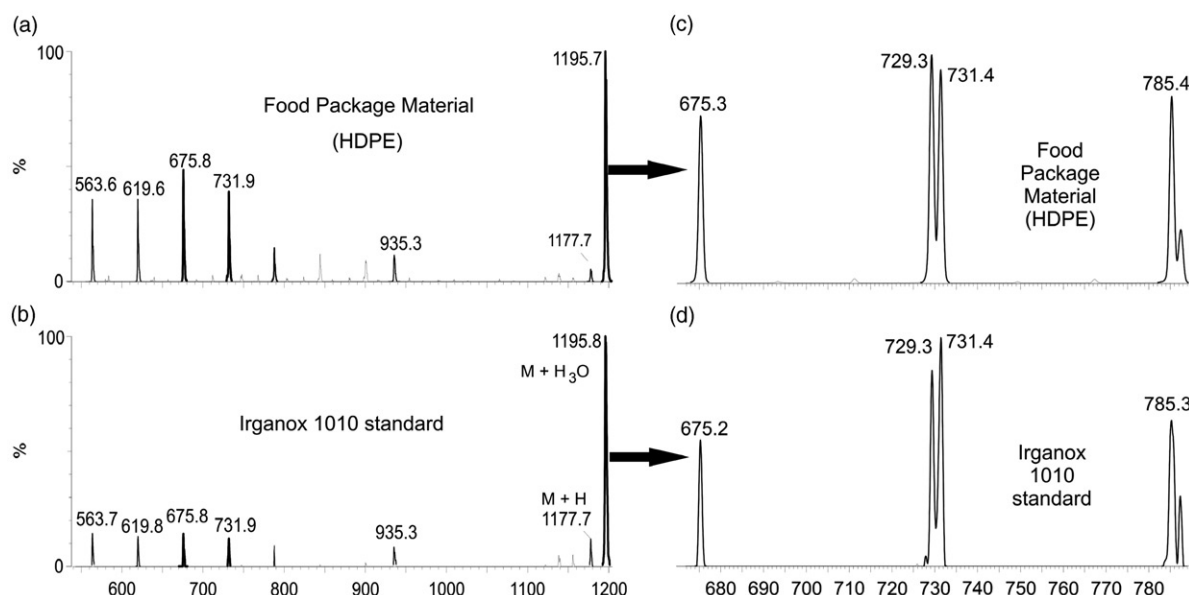 (a)
100
%
0
Food Package Material
(HDPE)
563.6
619.6
675.8
731.9
935.3
1177.7
1195.7
(c)
675.3
729.3
731.4
785.4
Food
Package
Material
(HDPE)
(b)
100
%
0
Irganox 1010 standard
563.7
619.8
675.8
731.9
935.3
M + H
1177.7
1195.8
M + H₃O
600 700 800 900 1000 1100 1200
(d)
675.2
729.3
731.4
785.3
Irganox
1010
standard
680 690 700 710 720 730 740 750 760 770 780